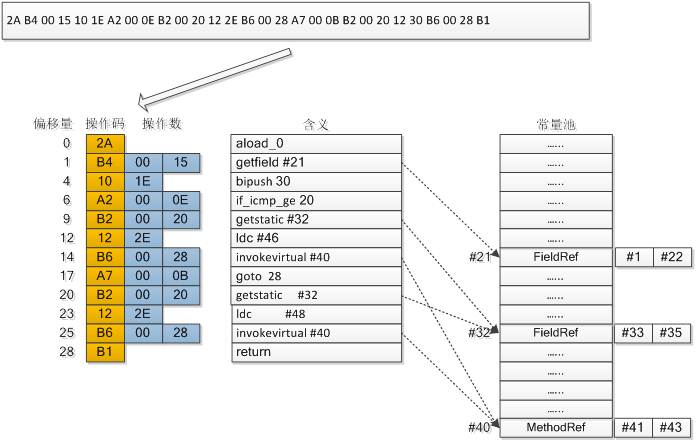 2A B4 00 15 10 1E A2 00 0E B2 00 20 12 2E B6 00 28 A7 00 0B B2 00 20 12 30 B6 00 28 B1
偏移量 操作码 操作数 含义 常量池
0 2A aload_0 ......
1 B4 00 15 getfield #21 ......
4 10 1E bipush 30 ......
6 A2 00 0E if_icmp_ge 20 ......
9 B2 00 20 getstatic #32 ......
12 12 2E ldc #46 ......
14 B6 00 28 invokevirtual #40 #21 FieldRef #1 #22
17 A7 00 0B goto 28 ......
20 B2 00 20 getstatic #32 ......
23 12 2E ldc #48 ......
25 B6 00 28 invokevirtual #40 #32 FieldRef #33 #35
28 B1 return ......
......
......
......
#40 MethodRef #41 #43